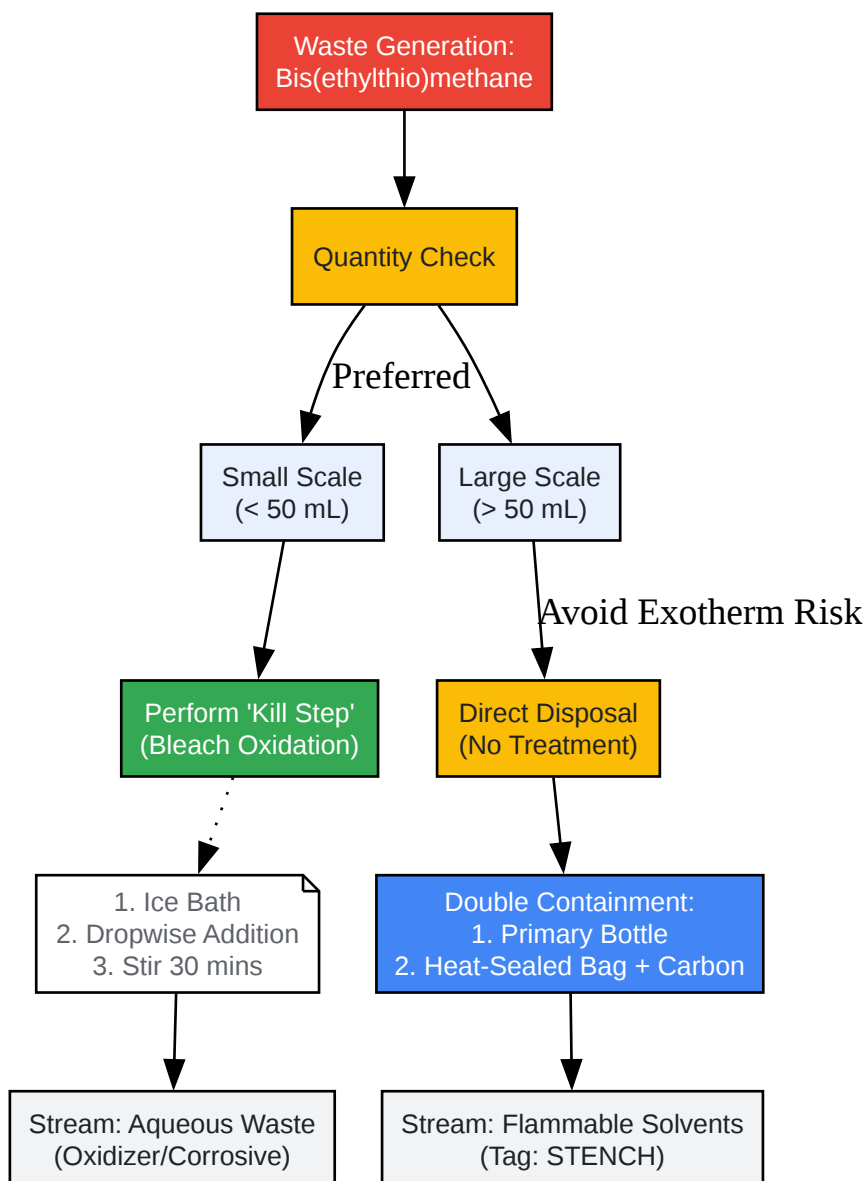 Waste Generation:
Bis(ethylthio)methane
Quantity Check
Preferred
Small Scale
(< 50 mL)
Large Scale
(> 50 mL)
Avoid Exotherm Risk
Perform 'Kill Step'
(Bleach Oxidation)
Direct Disposal
(No Treatment)
1. Ice Bath
2. Dropwise Addition
3. Stir 30 mins
Double Containment:
1. Primary Bottle
2. Heat-Sealed Bag + Carbon
Stream: Aqueous Waste
(Oxidizer/Corrosive)
Stream: Flammable Solvents
(Tag: STENCH)